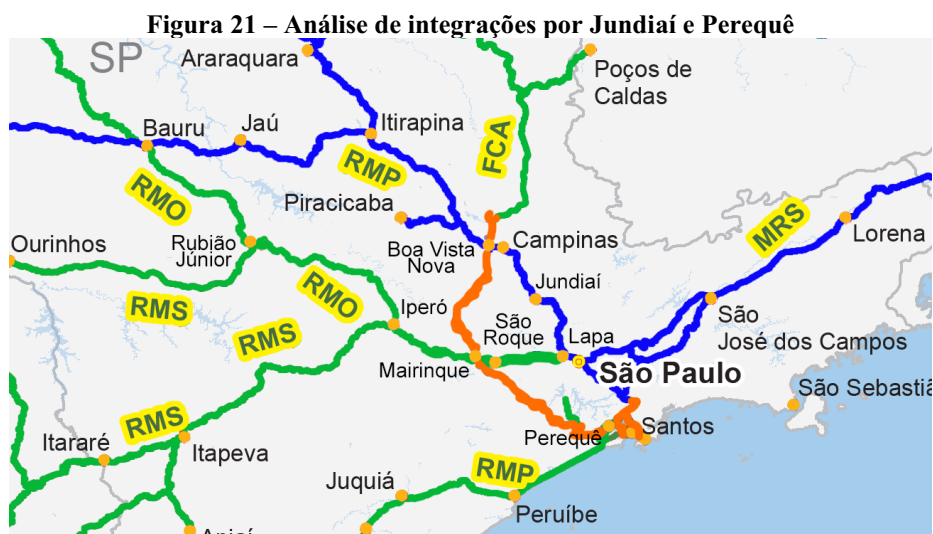 Figura 21 – Análise de integrações por Jundiaí e Perequê
SP
Araraquara
Poços de
Caldas
Bauru
Jaú
Itirapina
FCA
RMP
RMO
Piracicaba
MRS
Ourinhos
Rubião
Júnior
Boa Vista
Nova
Campinas
Lorena
Jundiaí
RMO
RMS
Iperó
São
Roque
Lapa
São
José dos Campos
RMS
Mairinque
São Paulo
São Sebastiã
RMS
Itararé
Itapeva
Perequê
Santos
Juquiá
RMP
Peruíbe